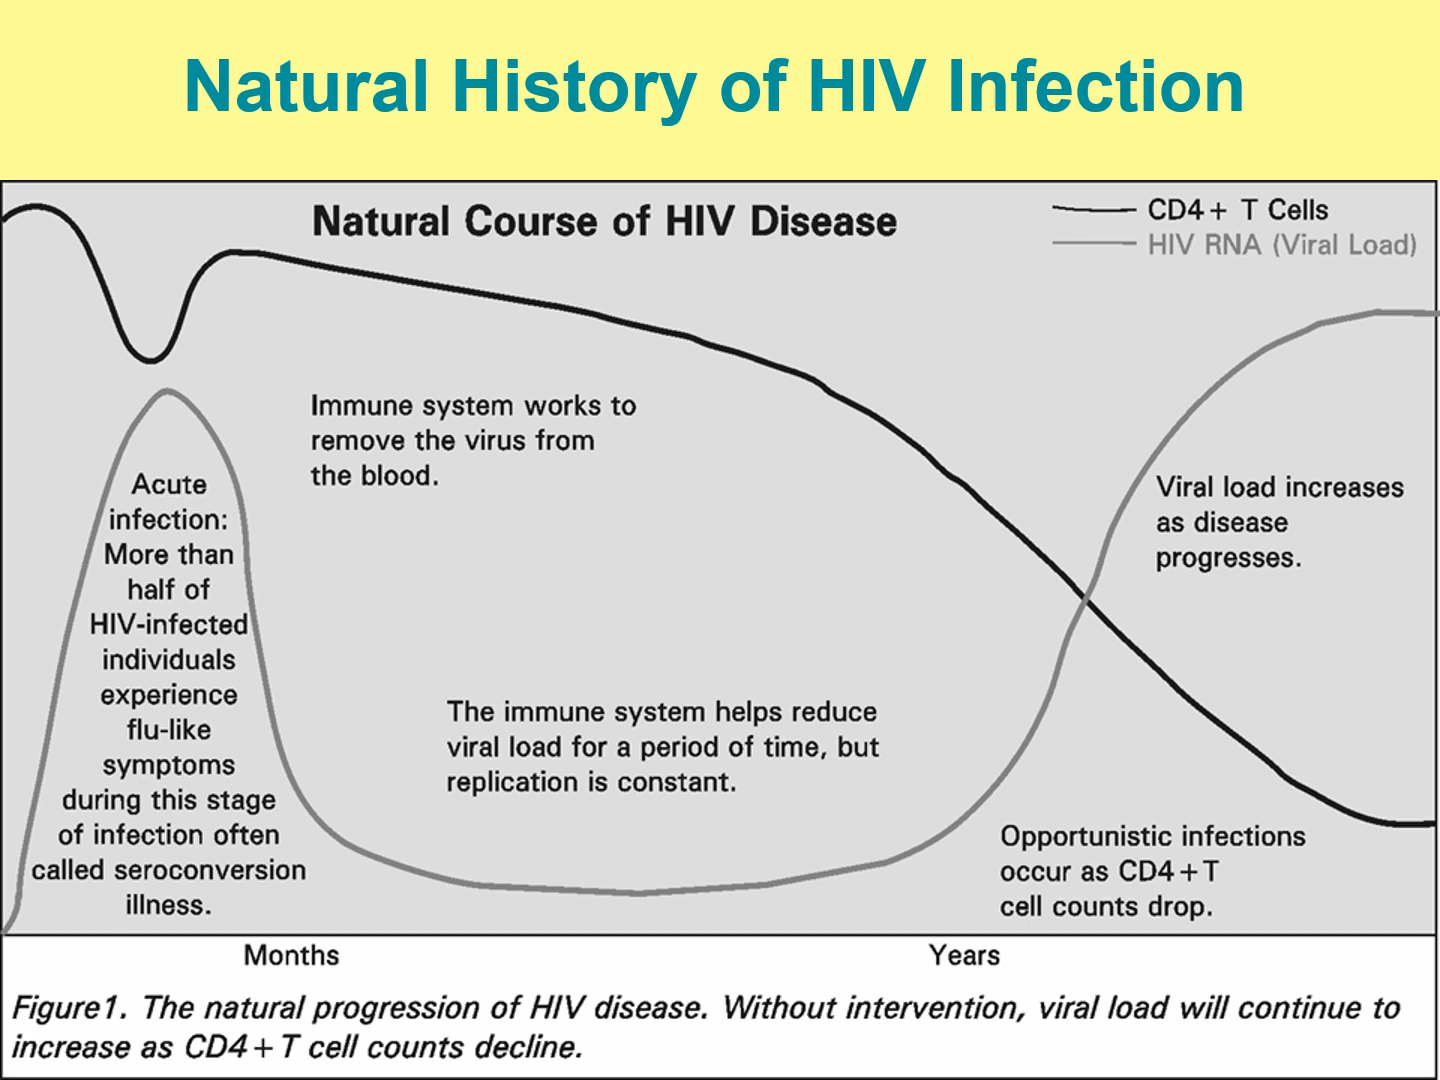 Natural History of HIV Infection
Natural Course of HIV Disease
CD4+ T Cells
HIV RNA (Viral Load)
Immune system works to
remove the virus from
the blood.
Acute
infection:
More than
half of
HIV-infected
individuals
experience
flu-like
symptoms
during this stage
of infection often
called seroconversion
illness.
The immune system helps reduce
viral load for a period of time, but
replication is constant.
Viral load increases
as disease
progresses.
Opportunistic infections
occur as CD4+T
cell counts drop.
Months
Years
Figure1. The natural progression of HIV disease. Without intervention, viral load will continue to
increase as CD4+T cell counts decline.